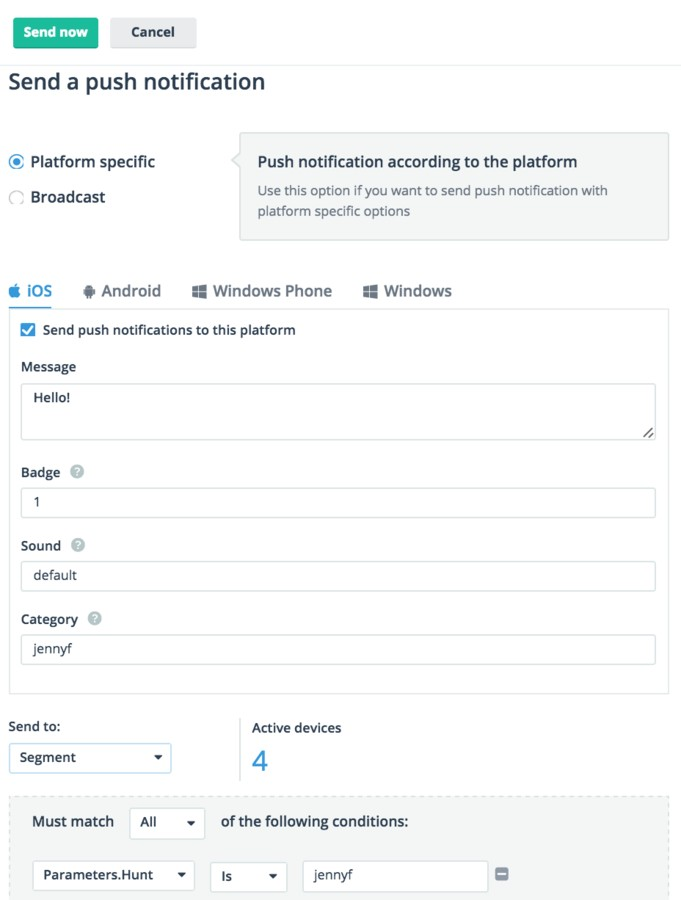 Send now Cancel
Send a push notification
Platform specific
Broadcast
Push notification according to the platform
Use this option if you want to send push notification with
platform specific options
iOS Android Windows Phone Windows
Send push notifications to this platform
Message
Hello!
Badge ?
1
Sound ?
default
Category ?
jennyf
Send to:
Segment
Active devices
4
Must match All of the following conditions:
Parameters.Hunt Is jennyf